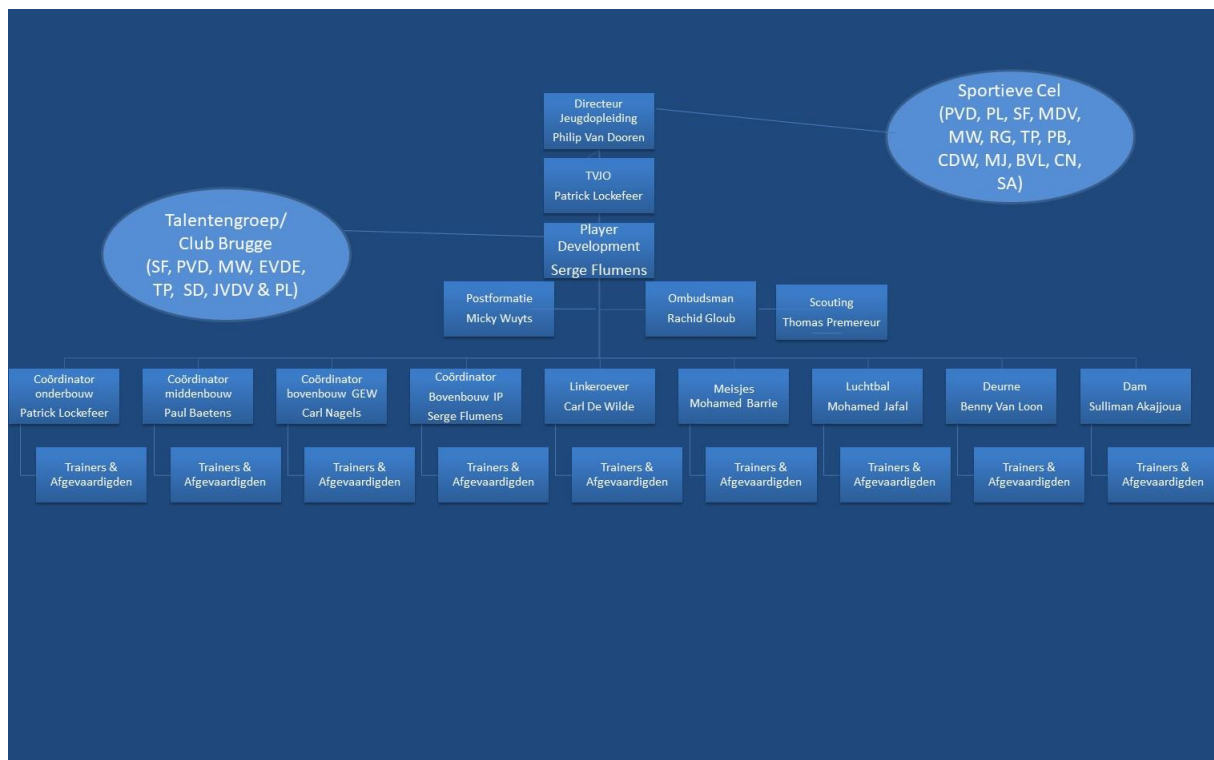 Directeur
Jeugdopleiding
Philip Van Dooren
Sportieve Cel
(PVD, PL, SF, MDV,
MW, RG, TP, PB,
CDW, MJ, BVL, CN,
SA)
TVJO
Patrick Lockefeer
Talentengroep/
Club Brugge
(SF, PVD, MW, EVDE,
TP, SD, JVDV & PL)
Player
Development
Serge Flumens
Postformatie
Micky Wuyts
Ombudsman
Rachid Gloub
Scouting
Thomas Premereur
Coördinator
onderbouw
Patrick Lockefeer
Coördinator
middenbouw
Paul Baetens
Coördinator
bovenbouw GEW
Carl Nagels
Coördinator
Bovenbouw IP
Serge Flumens
Linkeroever
Carl De Wilde
Meisjes
Mohamed Barrie
Luchtbal
Mohamed Jafal
Deurne
Benny Van Loon
Dam
Sulliman Akajjoua
Trainers &
Afgevaardigden
Trainers &
Afgevaardigden
Trainers &
Afgevaardigden
Trainers &
Afgevaardigden
Trainers &
Afgevaardigden
Trainers &
Afgevaardigden
Trainers &
Afgevaardigden
Trainers &
Afgevaardigden
Trainers &
Afgevaardigden